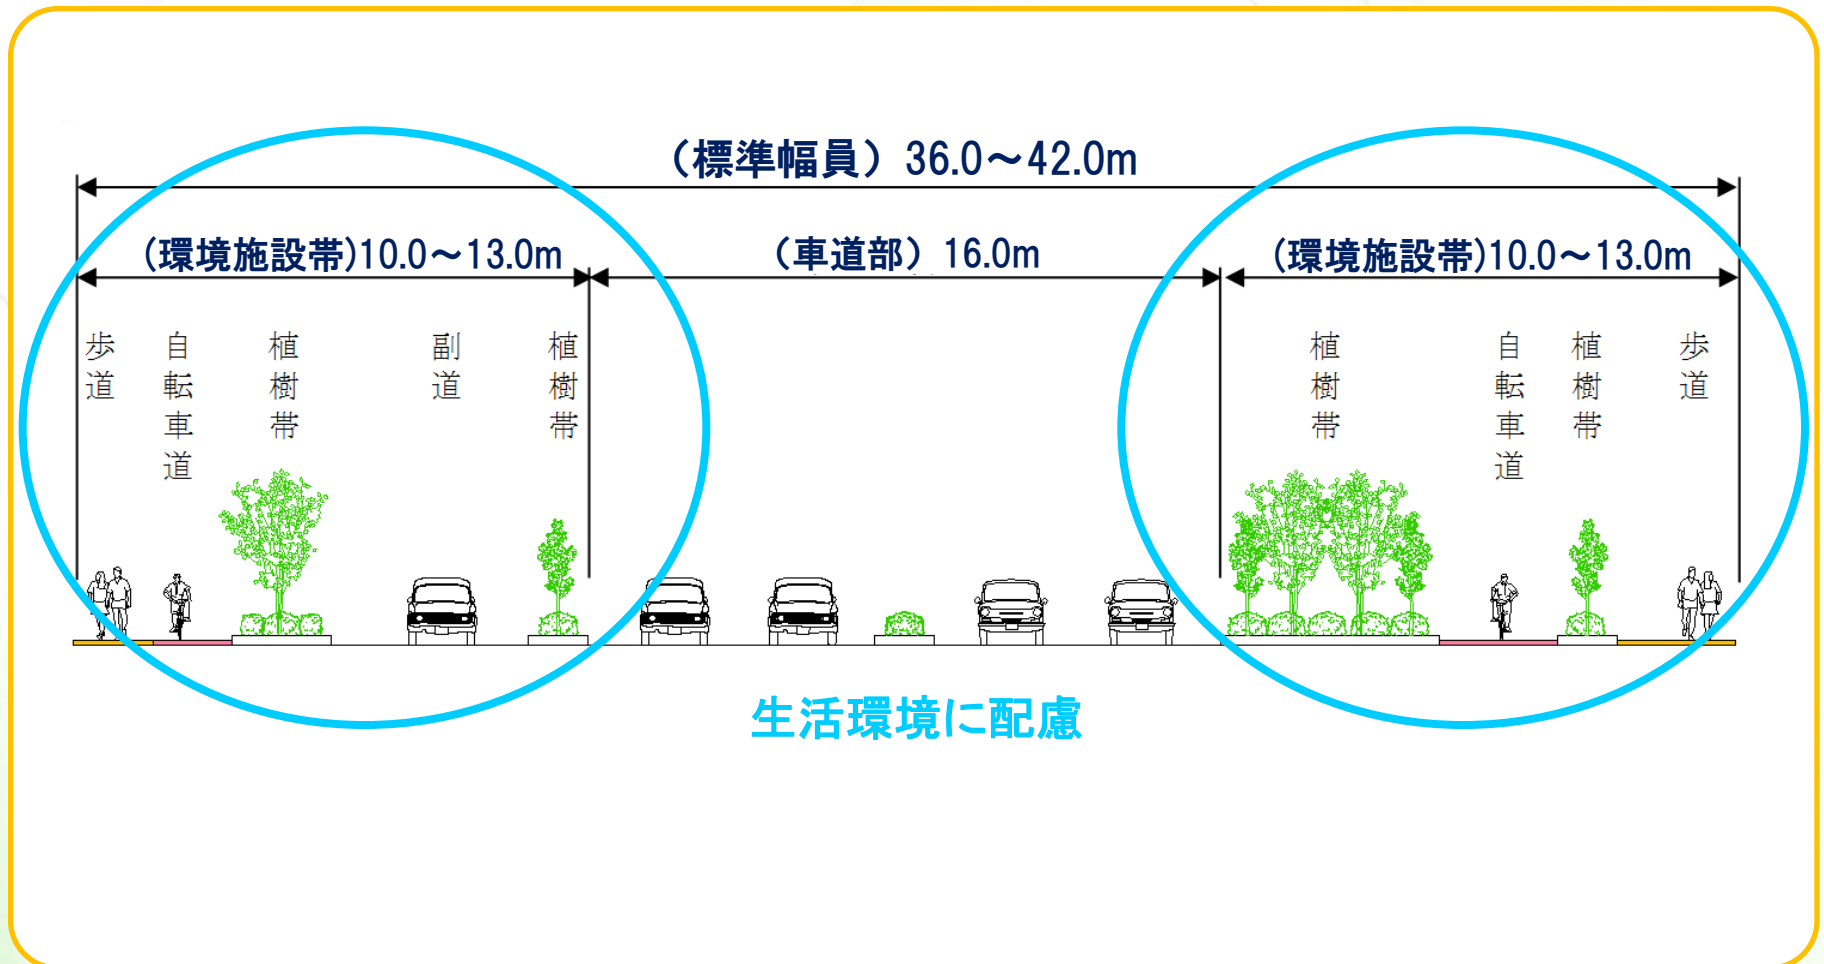 （標準幅員）36.0～42.0m
(環境施設帯)10.0～13.0m
（車道部）16.0m
(環境施設帯)10.0～13.0m
歩道
自転車道
植樹帯
副道
植樹帯
植樹帯
自転車道
植樹帯
歩道
生活環境に配慮